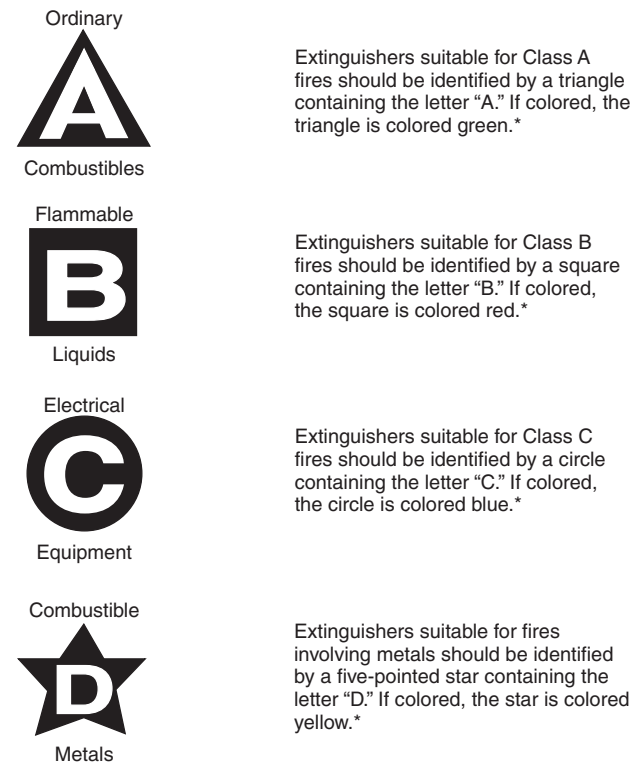 Ordinary
A
Combustibles
Extinguishers suitable for Class A
fires should be identified by a triangle
containing the letter “A.” If colored, the
triangle is colored green.*
Flammable
B
Liquids
Extinguishers suitable for Class B
fires should be identified by a square
containing the letter “B.” If colored,
the square is colored red.*
Electrical
C
Equipment
Extinguishers suitable for Class C
fires should be identified by a circle
containing the letter “C.” If colored,
the circle is colored blue.*
Combustible
D
Metals
Extinguishers suitable for fires
involving metals should be identified
by a five-pointed star containing the
letter “D.” If colored, the star is colored
yellow.*